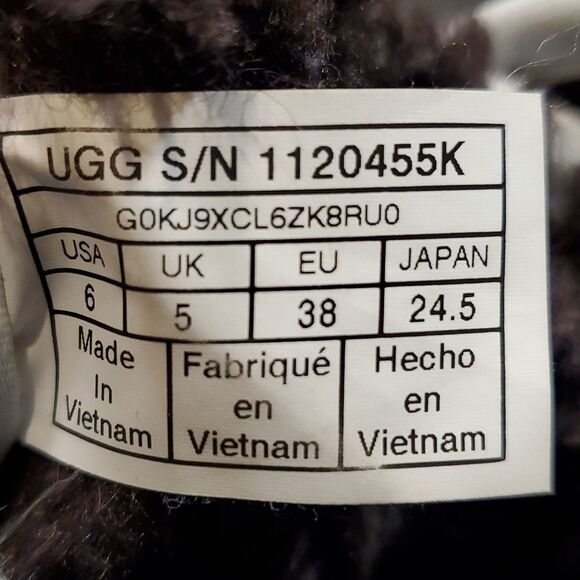 UGG S/N 1120455K
G0KJ9XCL6ZK8RU0
USA UK EU JAPAN
6 5 38 24.5
Made In Vietnam
Fabriqué en Vietnam
Hecho en Vietnam